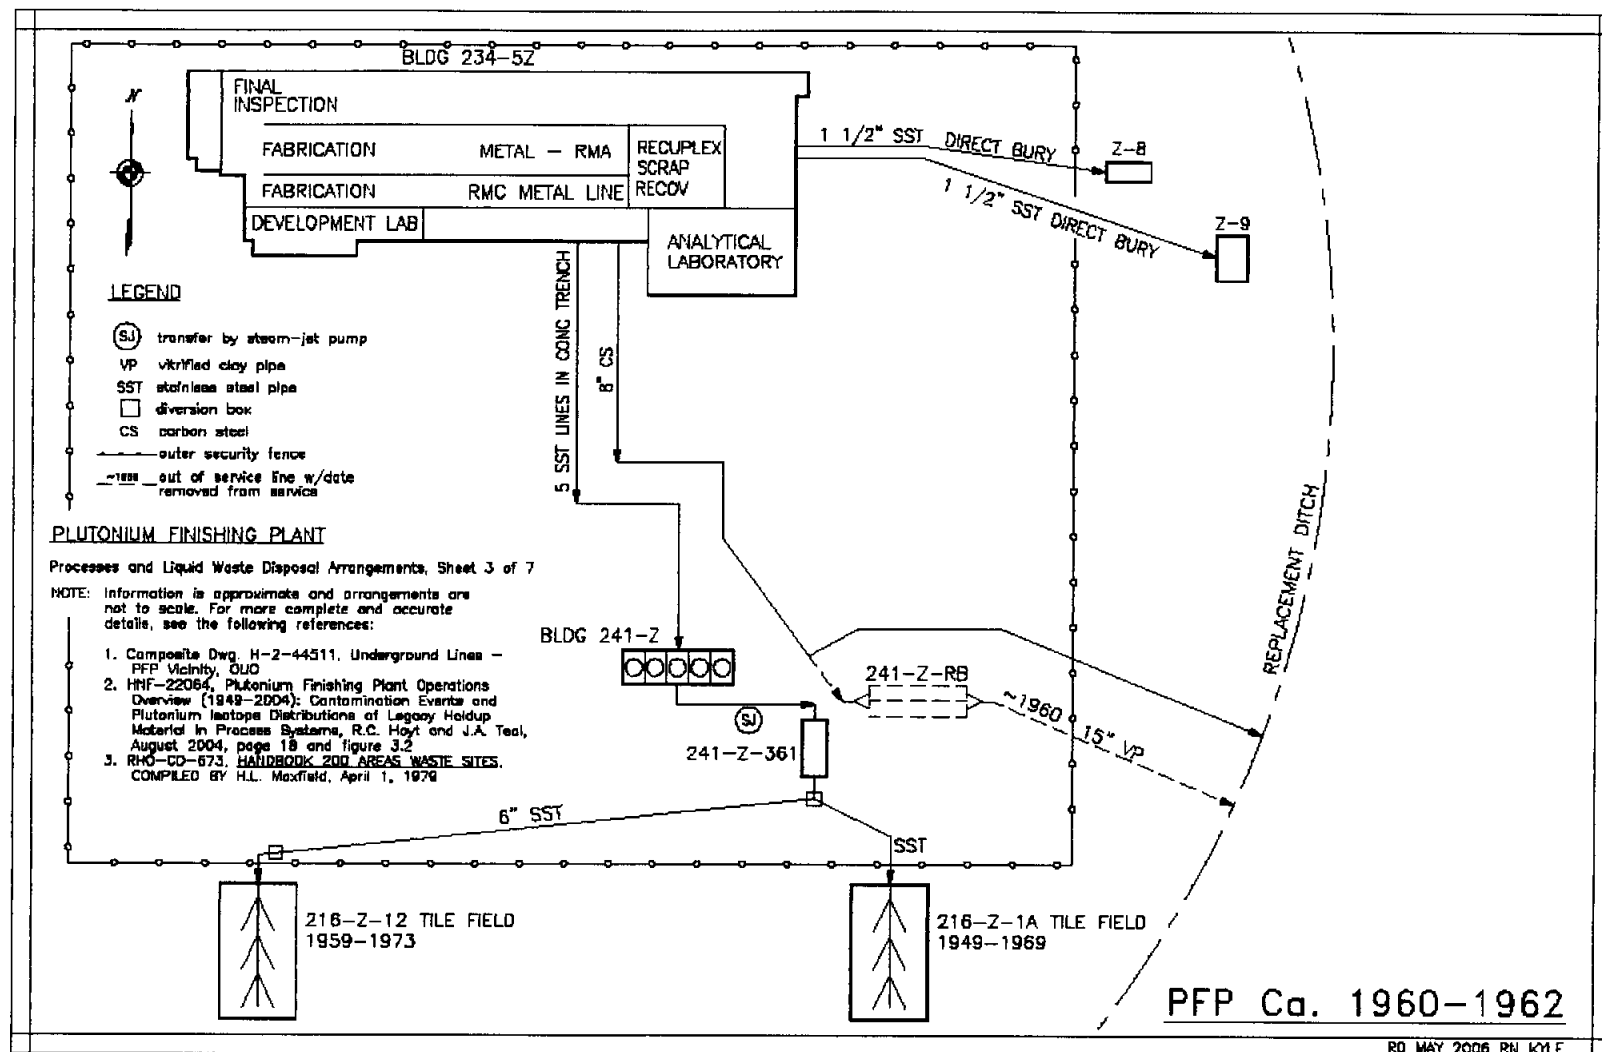 BLDG 234-5Z
FINAL
INSPECTION
FABRICATION METAL - RMA
RECUPLEX
SCRAP
RECOV
FABRICATION RMC METAL LINE
DEVELOPMENT LAB
ANALYTICAL
LABORATORY
1 1/2" SST DIRECT BURY
Z-8
1 1/2" SST DIRECT BURY
Z-9
N
LEGEND
SJ transfer by steam-jet pump
VP vitrified clay pipe
SST stainless steel pipe
diversion box
CS carbon steel
outer security fence
out of service line w/date
removed from service
5 SST LINES IN CONC TRENCH
8" CS
REPLACEMENT DITCH
PLUTONIUM FINISHING PLANT
Processes and Liquid Waste Disposal Arrangements, Sheet 3 of 7
NOTE: Information is approximate and arrangements are
not to scale. For more complete and accurate
details, see the following references:
1. Composite Dwg. H-2-44511, Underground Lines -
PFP Vicinity, OUO
2. HNF-22064, Plutonium Finishing Plant Operations
Overview (1949-2004): Contamination Events and
Plutonium Isotope Distributions of Legacy Holdup
Material in Process Systems, R.C. Hoyt and J.A. Teal,
August 2004, page 18 and figure 3.2
3. RHO-CD-673, HANDBOOK 200 AREAS WASTE SITES,
COMPILED BY H.L. Maxfield, April 1, 1979
BLDG 241-Z
241-Z-RB
~1960 15" VP
SJ
241-Z-361
6" SST
SST
216-Z-12 TILE FIELD
1959-1973
216-Z-1A TILE FIELD
1949-1969
PFP Ca. 1960-1962
RO MAY 2006 RN KYLE